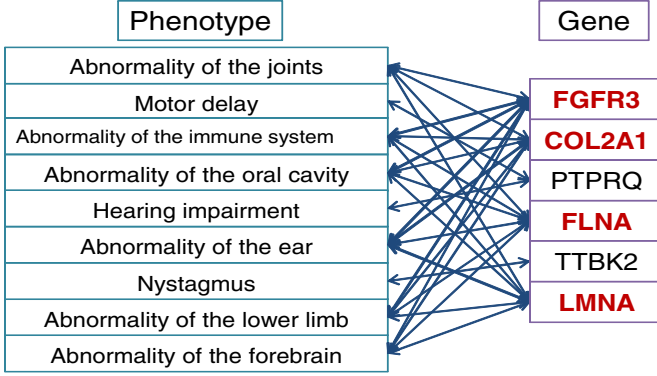 Phenotype
Gene
Abnormality of the joints
Motor delay
Abnormality of the immune system
Abnormality of the oral cavity
Hearing impairment
Abnormality of the ear
Nystagmus
Abnormality of the lower limb
Abnormality of the forebrain
FGFR3
COL2A1
PTPRQ
FLNA
TTBK2
LMNA